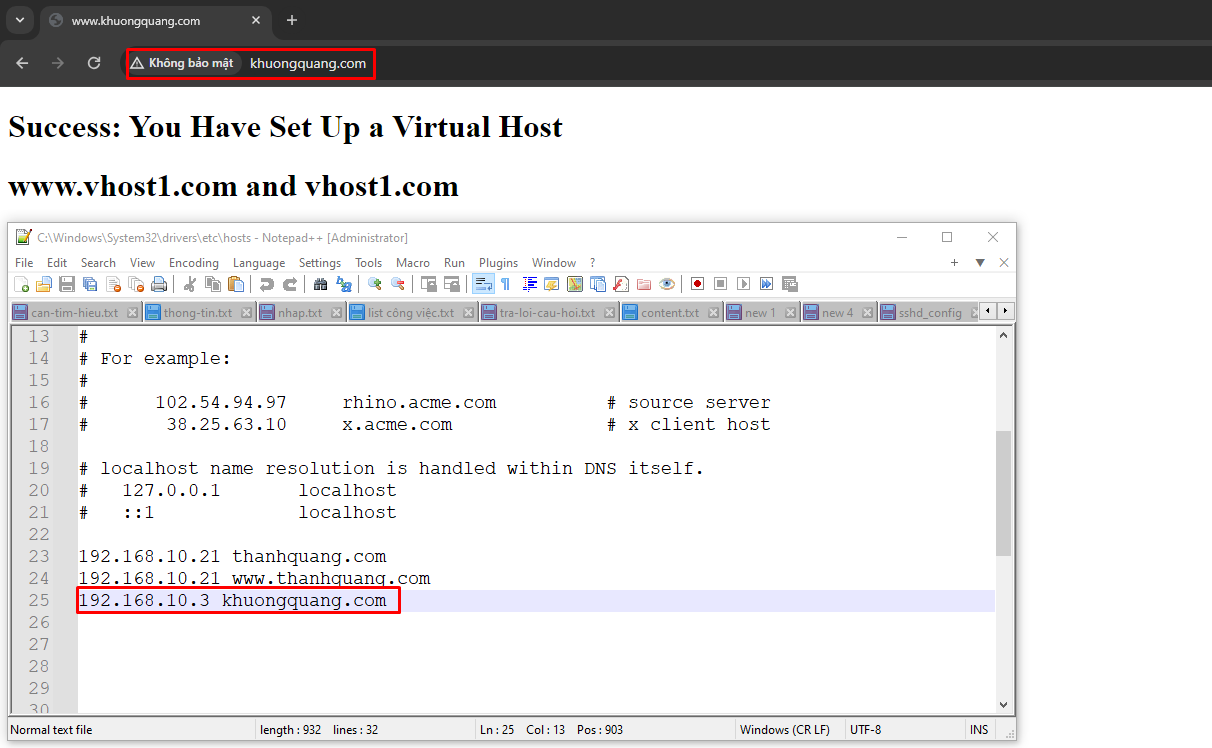 www.khuongquang.com
Không bảo mật khuongquang.com
Success: You Have Set Up a Virtual Host
www.vhost1.com and vhost1.com
C:\Windows\System32\drivers\etc\hosts - Notepad++ [Administrator]
File Edit Search View Encoding Language Settings Tools Macro Run Plugins Window ?
can-tim-hieu.txt thong-tin.txt nhap.txt list công việc.txt tra-loi-cau-hoi.txt content.txt new 1 new 4 sshd_config
13 #
14 # For example:
15 #
16 # 102.54.94.97 rhino.acme.com # source server
17 # 38.25.63.10 x.acme.com # x client host
18
19 # localhost name resolution is handled within DNS itself.
20 # 127.0.0.1 localhost
21 # ::1 localhost
22
23 192.168.10.21 thanhquang.com
24 192.168.10.21 www.thanhquang.com
25 192.168.10.3 khuongquang.com
26
27
28
29
30
Normal text file length : 932 lines : 32 Ln : 25 Col : 13 Pos : 903 Windows (CR LF) UTF-8 INS